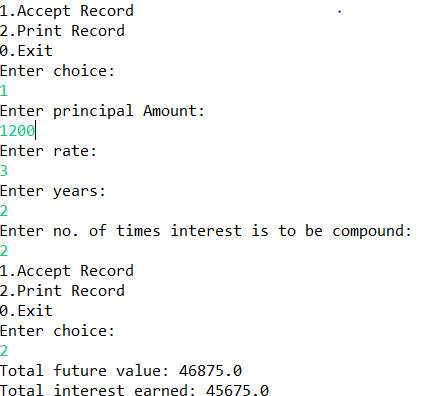 1.Accept Record
2.Print Record
0.Exit
Enter choice:
1
Enter principal Amount:
1200
Enter rate:
3
Enter years:
2
Enter no. of times interest is to be compound:
2
1.Accept Record
2.Print Record
0.Exit
Enter choice:
2
Total future value: 46875.0
Total interest earned: 45675.0